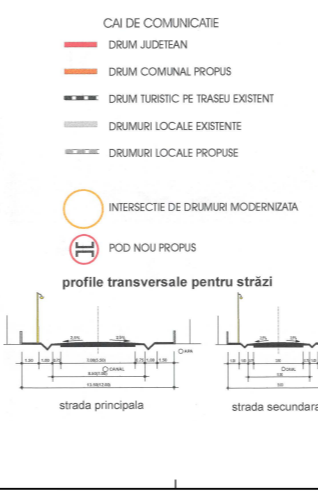 CAI DE COMUNICATIE
DRUM JUDETEAN
DRUM COMUNAL PROPUS
DRUM TURISTIC PE TRASEU EXISTENT
DRUMURI LOCALE EXISTENTE
DRUMURI LOCALE PROPUSE
INTERSECTIE DE DRUMURI MODERNIZATA
POD NOU PROPUS
profile transversale pentru străzi
CANAL
APA
strada principala
strada secundara